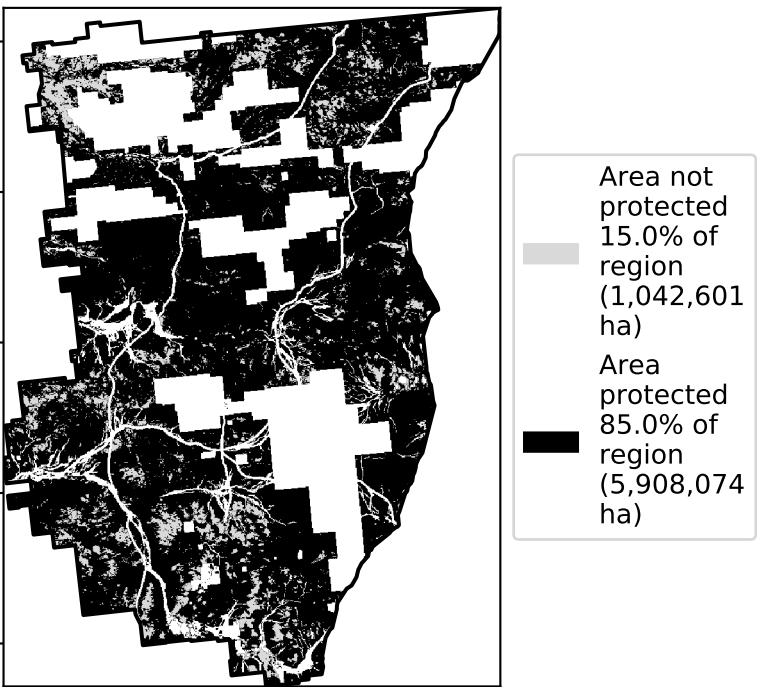 Area not
protected
15.0% of
region
(1,042,601
ha)
Area
protected
85.0% of
region
(5,908,074
ha)